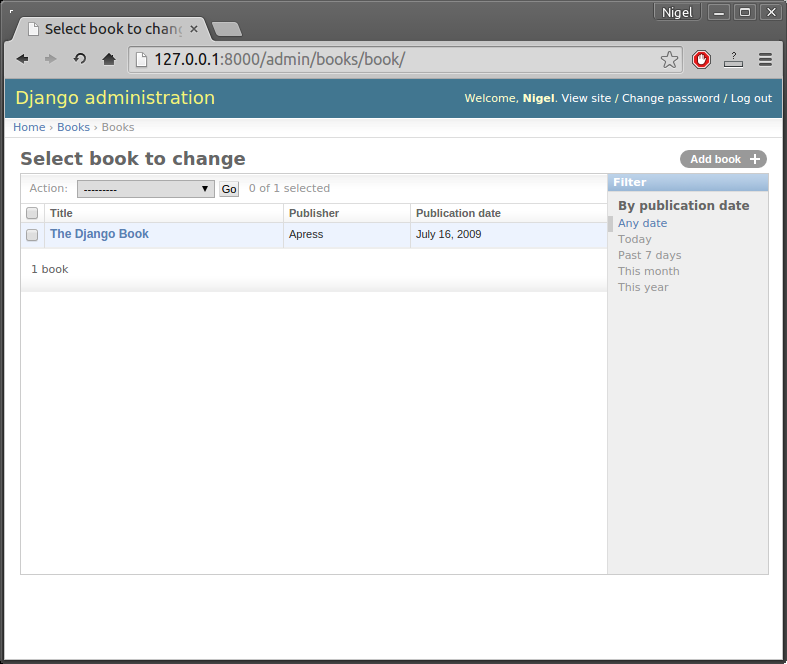 Nigel
Select book to chang
127.0.0.1:8000/admin/books/book/
Django administration
Welcome, Nigel. View site / Change password / Log out
Home › Books › Books
Select book to change
Add book +
Action: --------- Go 0 of 1 selected
Filter
Title Publisher Publication date
By publication date
The Django Book Apress July 16, 2009
Any date
Today
Past 7 days
This month
This year
1 book